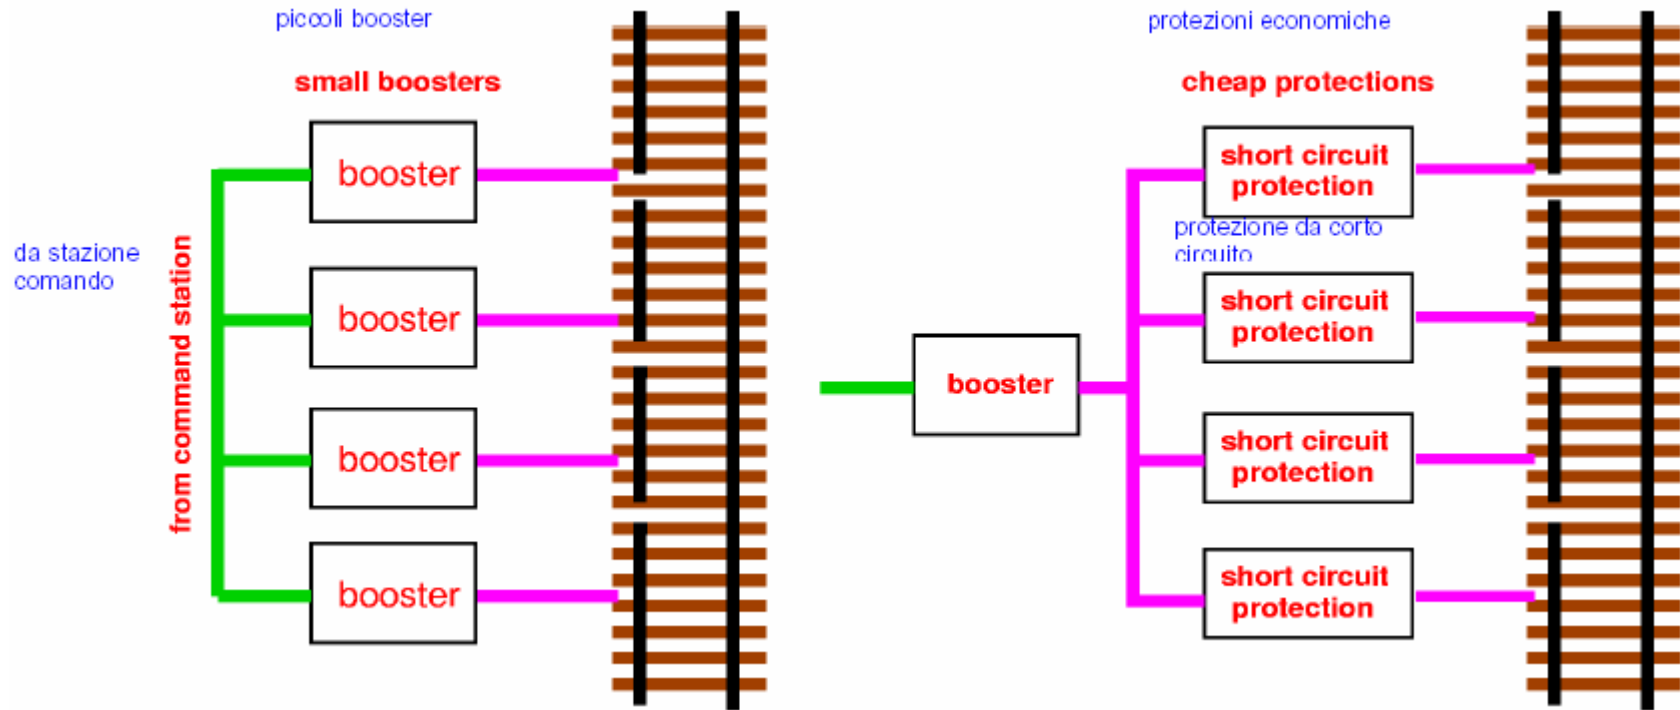 piccoli booster
small boosters
booster
da stazione
comando
from command station
booster
booster
booster
protezioni economiche
cheap protections
short circuit
protection
protezione da corto
circuito
short circuit
protection
booster
short circuit
protection
short circuit
protection